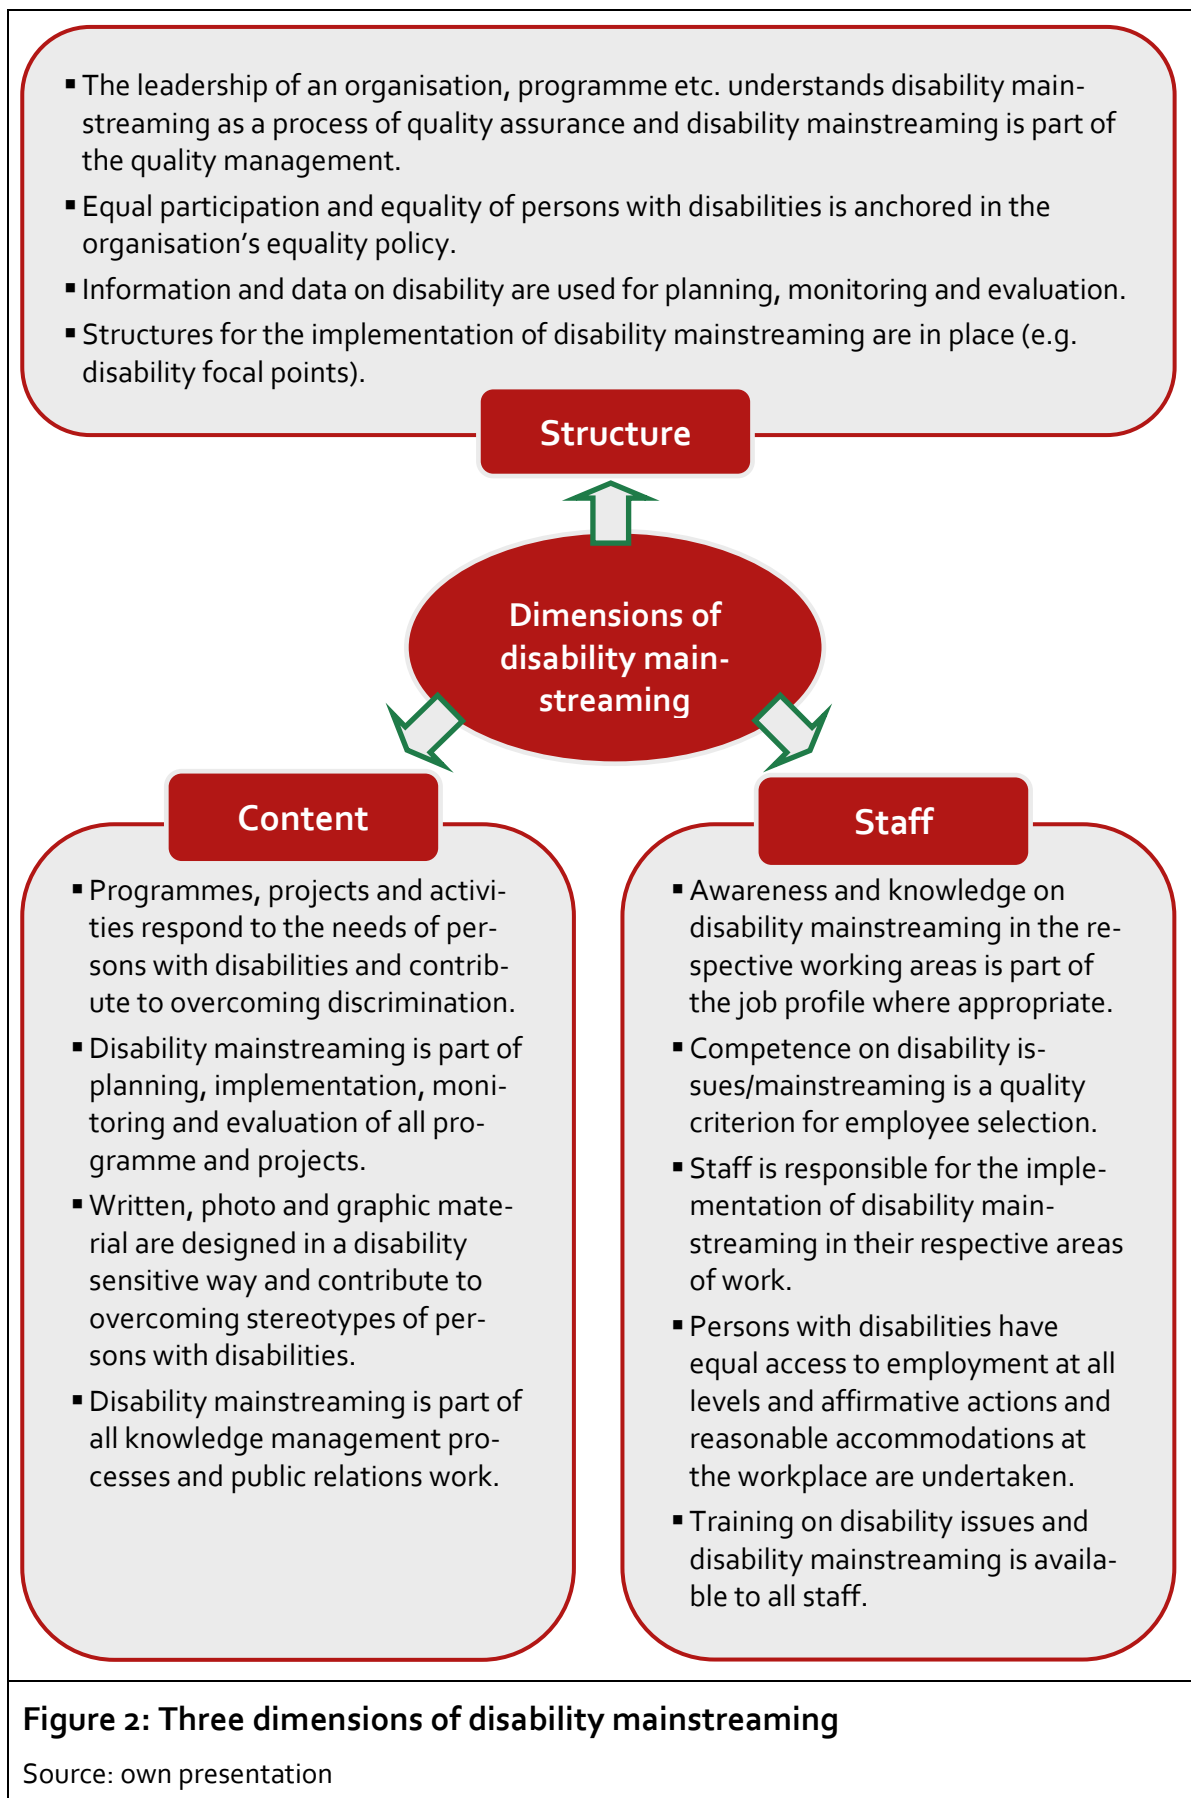 ▪ The leadership of an organisation, programme etc. understands disability main-
streaming as a process of quality assurance and disability mainstreaming is part of
the quality management.
▪ Equal participation and equality of persons with disabilities is anchored in the
organisation's equality policy.
▪ Information and data on disability are used for planning, monitoring and evaluation.
▪ Structures for the implementation of disability mainstreaming are in place (e.g.
disability focal points).
Structure
Dimensions of
disability main-
streaming
Content
▪ Programmes, projects and activi-
ties respond to the needs of per-
sons with disabilities and contrib-
ute to overcoming discrimination.
▪ Disability mainstreaming is part of
planning, implementation, moni-
toring and evaluation of all pro-
gramme and projects.
▪ Written, photo and graphic mate-
rial are designed in a disability
sensitive way and contribute to
overcoming stereotypes of per-
sons with disabilities.
▪ Disability mainstreaming is part of
all knowledge management pro-
cesses and public relations work.
Staff
▪ Awareness and knowledge on
disability mainstreaming in the re-
spective working areas is part of
the job profile where appropriate.
▪ Competence on disability is-
sues/mainstreaming is a quality
criterion for employee selection.
▪ Staff is responsible for the imple-
mentation of disability main-
streaming in their respective areas
of work.
▪ Persons with disabilities have
equal access to employment at all
levels and affirmative actions and
reasonable accommodations at
the workplace are undertaken.
▪ Training on disability issues and
disability mainstreaming is availa-
ble to all staff.
Figure 2: Three dimensions of disability mainstreaming
Source: own presentation